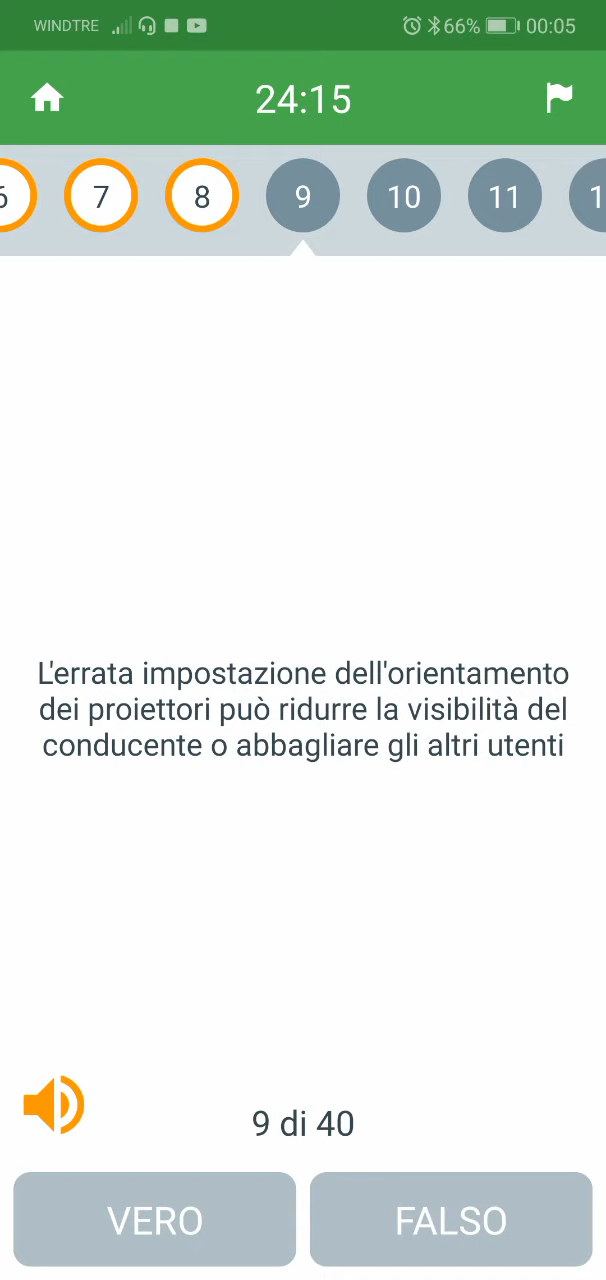 WINDTRE 66% 00:05
24:15
6 7 8 9 10 11 1
L'errata impostazione dell'orientamento
dei proiettori può ridurre la visibilità del
conducente o abbagliare gli altri utenti
9 di 40
VERO FALSO